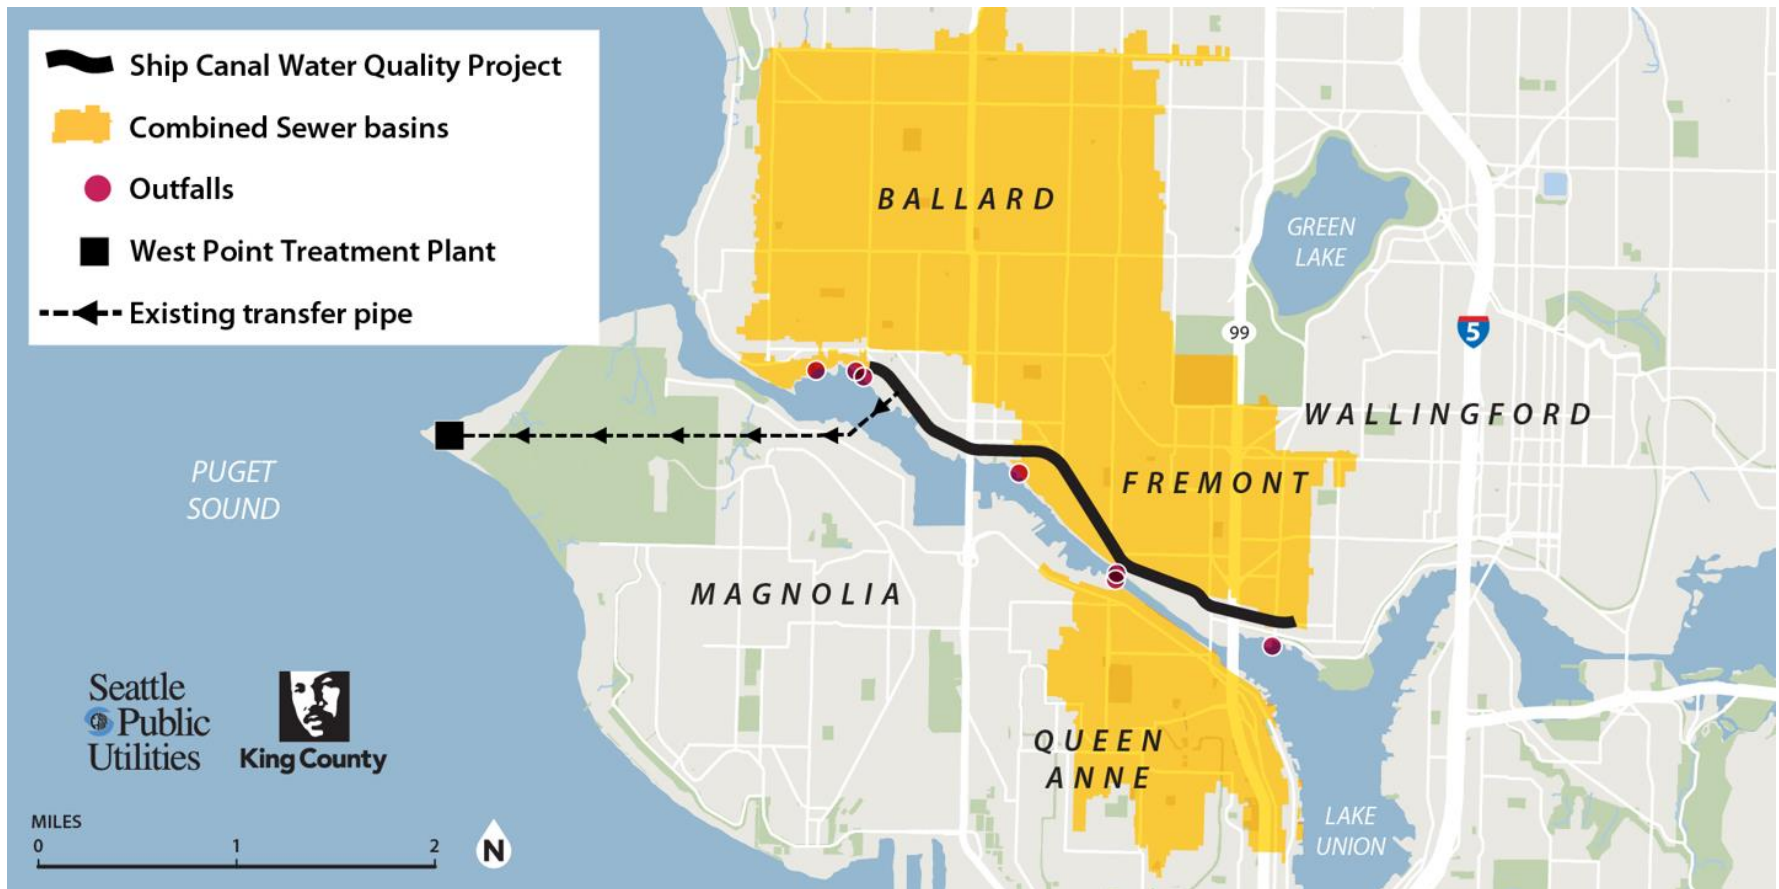 Ship Canal Water Quality Project
Combined Sewer basins
Outfalls
West Point Treatment Plant
Existing transfer pipe
BALLARD
GREEN
LAKE
99
5
WALLINGFORD
FREMONT
PUGET
SOUND
MAGNOLIA
QUEEN
ANNE
LAKE
UNION
Seattle
Public
Utilities
King County
MILES
0 1 2
N